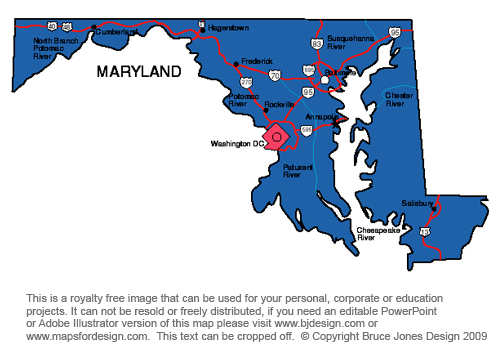 95
40
48
North Branch
Potomac
River
Cumberland
Hagerstown
83
Susquehanna
River
MARYLAND
Frederick
270
70
695
Baltimore
95
Potomac
River
Rockville
Chester
River
Annapolis
595
Washington DC
Patuxent
River
Salisbury
Chesapeake
River
13
This is a royalty free image that can be used for your personal, corporate or education
projects. It can not be resold or freely distributed, if you need an editable PowerPoint
or Adobe Illustrator version of this map please visit www.bjdesign.com or
www.mapsfordesign.com. This text can be cropped off. © Copyright Bruce Jones Design 2009